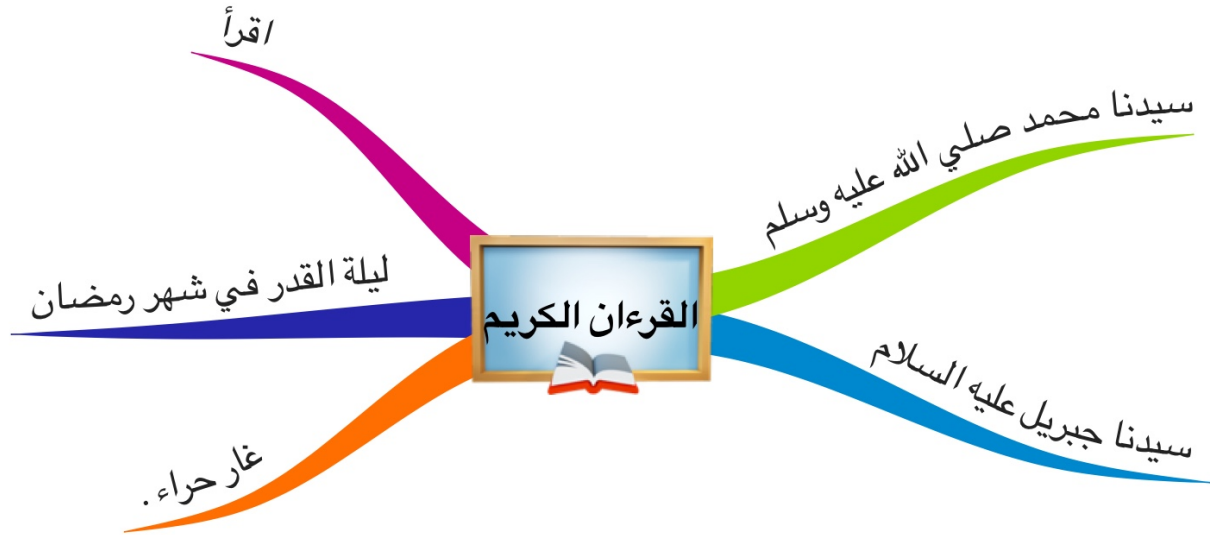 القرءان الكريم
سيدنا محمد صلي الله عليه وسلم
سيدنا جبريل عليه السلام
اقرأ
ليلة القدر في شهر رمضان
غار حراء .